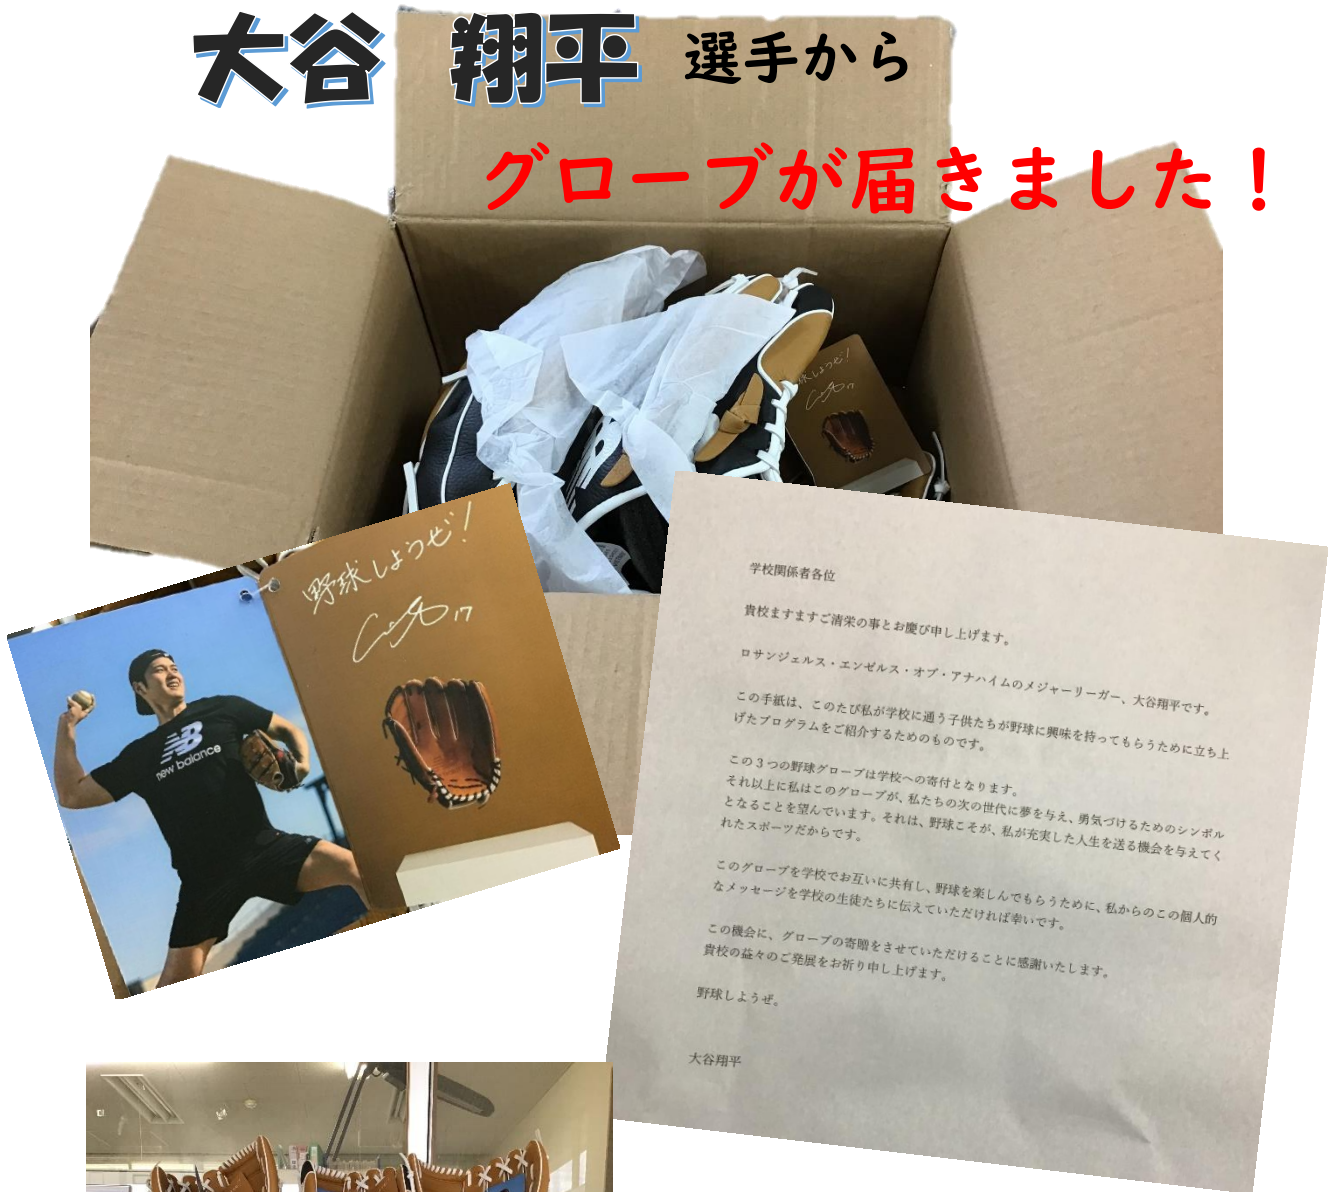 大谷 翔平 選手から
グローブが届きました！
球しようぜ！
17
野球しようぜ！
17
new balance
学校関係者各位
貴校ますますご清栄の事とお慶び申し上げます。
ロサンジェルス・エンゼルス・オブ・アナハイムのメジャーリーガー、大谷翔平です。
この手紙は、このたび私が学校に通う子供たちが野球に興味を持ってもらうために立ち上
げたプログラムをご紹介するためのものです。
この3つの野球グローブは学校への寄付となります。
それ以上に私はこのグローブが、私たちの次の世代に夢を与え、勇気づけるためのシンボル
となることを望んでいます。それは、野球こそが、私が充実した人生を送る機会を与えてく
れたスポーツだからです。
このグローブを学校でお互いに共有し、野球を楽しんでもらうために、私からのこの個人的
なメッセージを学校の生徒たちに伝えていただければ幸いです。
この機会に、グローブの寄贈をさせていただけることに感謝いたします。
貴校の益々のご発展をお祈り申し上げます。
野球しようぜ。
大谷翔平